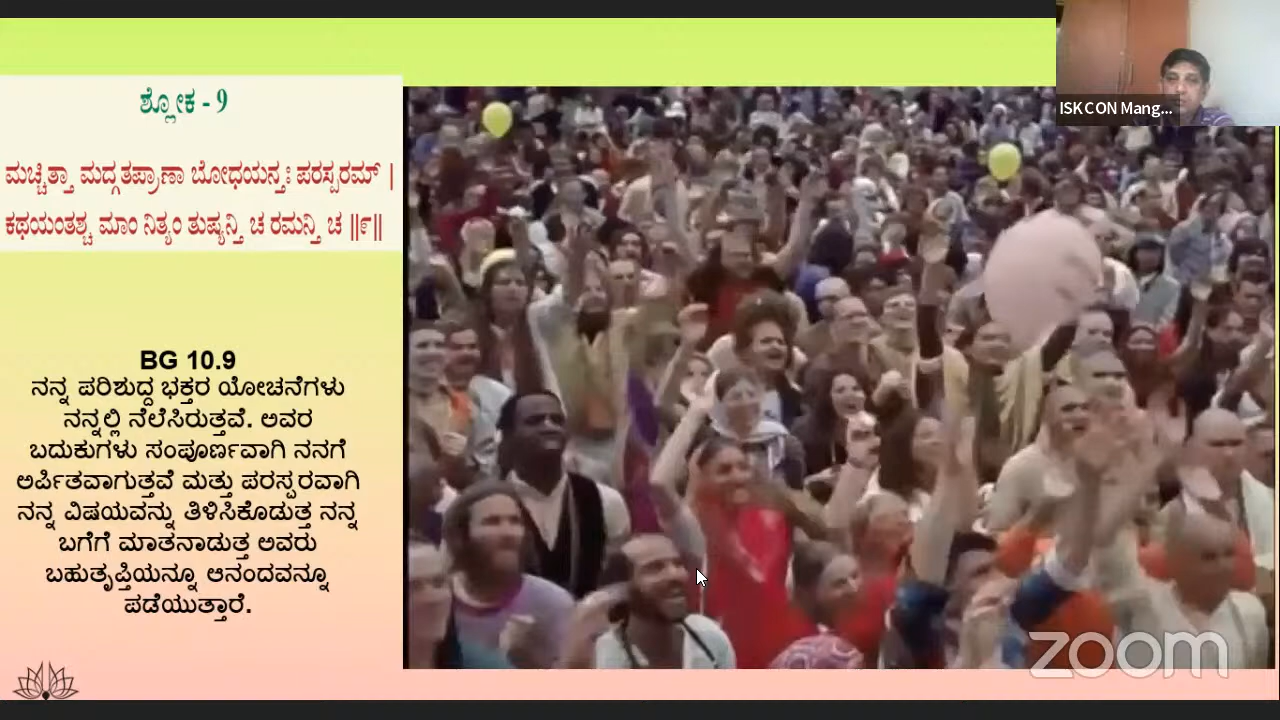 ಶ್ಲೋಕ - 9
ಮಚ್ಚಿತ್ತಾ ಮದ್ಗತಪ್ರಾಣಾ ಬೋಧಯನ್ತಃ ಪರಸ್ಪರಮ್ |
ಕಥಯಂತಶ್ಚ ಮಾಂ ನಿತ್ಯಂ ತುಷ್ಯನ್ತಿ ಚ ರಮನ್ತಿ ಚ ||೯||
BG 10.9
ನನ್ನ ಪರಿಶುದ್ಧ ಭಕ್ತರ ಯೋಚನೆಗಳು
ನನ್ನಲ್ಲಿ ನೆಲೆಸಿರುತ್ತವೆ. ಅವರ
ಬದುಕುಗಳು ಸಂಪೂರ್ಣವಾಗಿ ನನಗೆ
ಅರ್ಪಿತವಾಗುತ್ತವೆ ಮತ್ತು ಪರಸ್ಪರವಾಗಿ
ನನ್ನ ವಿಷಯವನ್ನು ತಿಳಿಸಿಕೊಡುತ್ತ ನನ್ನ
ಬಗೆಗೆ ಮಾತನಾಡುತ್ತ ಅವರು
ಬಹುತೃಪ್ತಿಯನ್ನೂ ಆನಂದವನ್ನೂ
ಪಡೆಯುತ್ತಾರೆ.
ISKCON Mang...
zoom